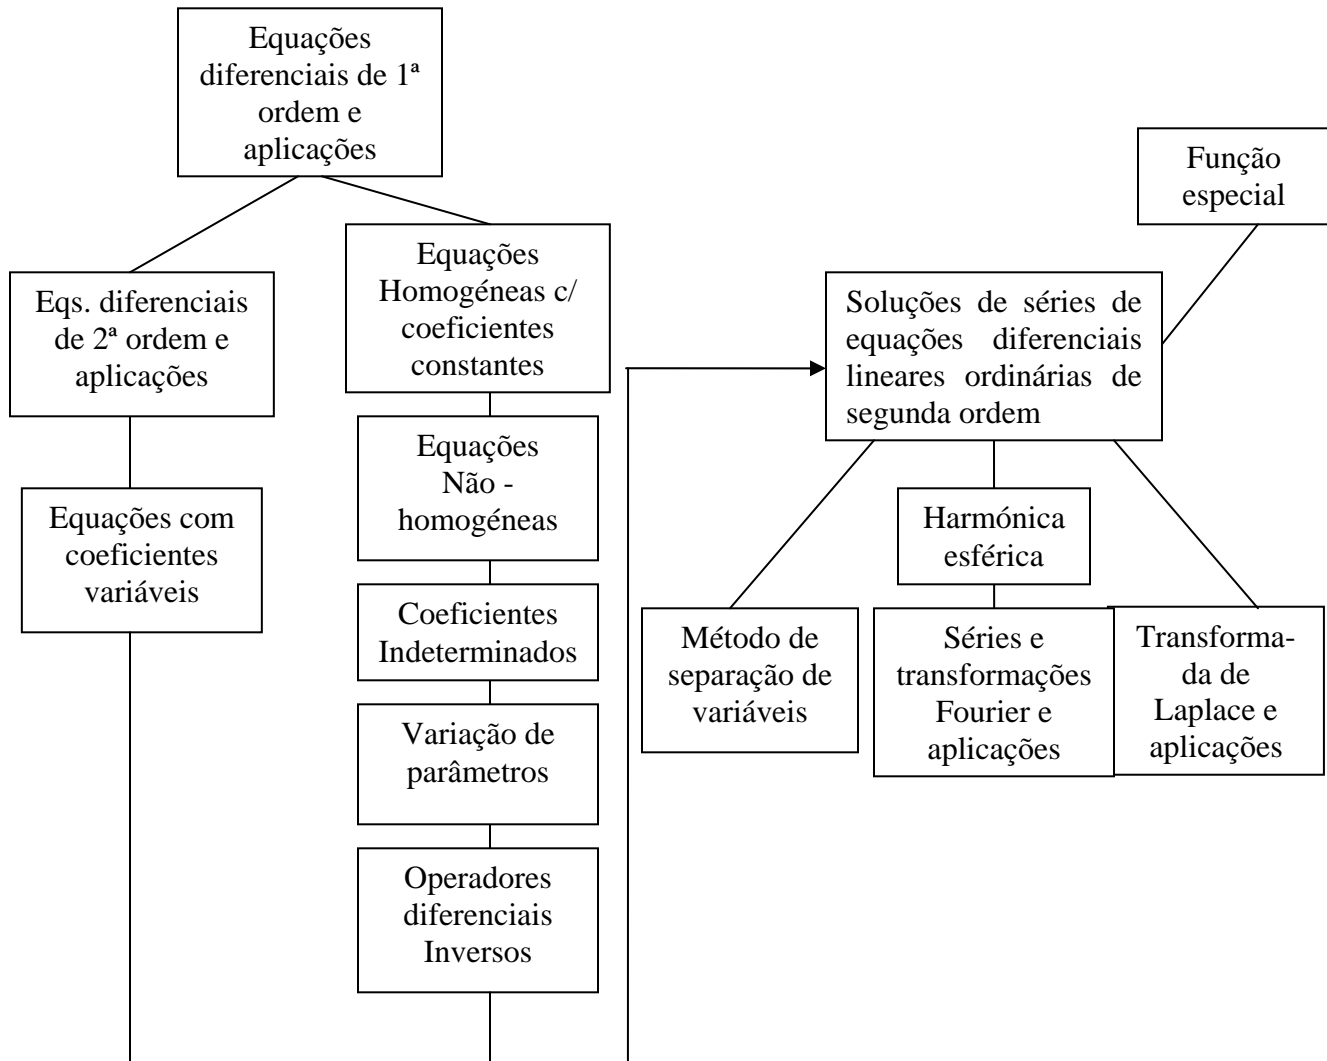 Equações
diferenciais de 1ª
ordem e
aplicações
Eqs. diferenciais
de 2ª ordem e
aplicações
Equações com
coeficientes
variáveis
Equações
Homogéneas c/
coeficientes
constantes
Equações
Não -
homogéneas
Coeficientes
Indeterminados
Variação de
parâmetros
Operadores
diferenciais
Inversos
Função
especial
Soluções de séries de
equações diferenciais
lineares ordinárias de
segunda ordem
Harmónica
esférica
Método de
separação de
variáveis
Séries e
transformações
Fourier e
aplicações
Transforma-
da de
Laplace e
aplicações